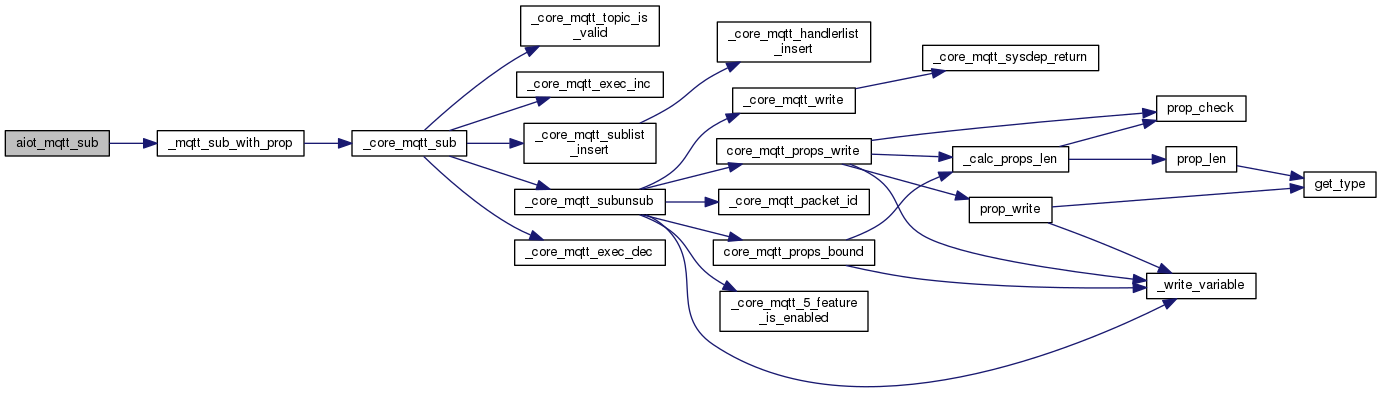 aiot_mqtt_sub
_mqtt_sub_with_prop
_core_mqtt_sub
_core_mqtt_topic_is
_valid
_core_mqtt_exec_inc
_core_mqtt_sublist
_insert
_core_mqtt_subunsub
_core_mqtt_exec_dec
_core_mqtt_handlerlist
_insert
_core_mqtt_write
core_mqtt_props_write
_core_mqtt_packet_id
core_mqtt_props_bound
_core_mqtt_5_feature
_is_enabled
_core_mqtt_sysdep_return
_calc_props_len
prop_write
prop_check
prop_len
_write_variable
get_type